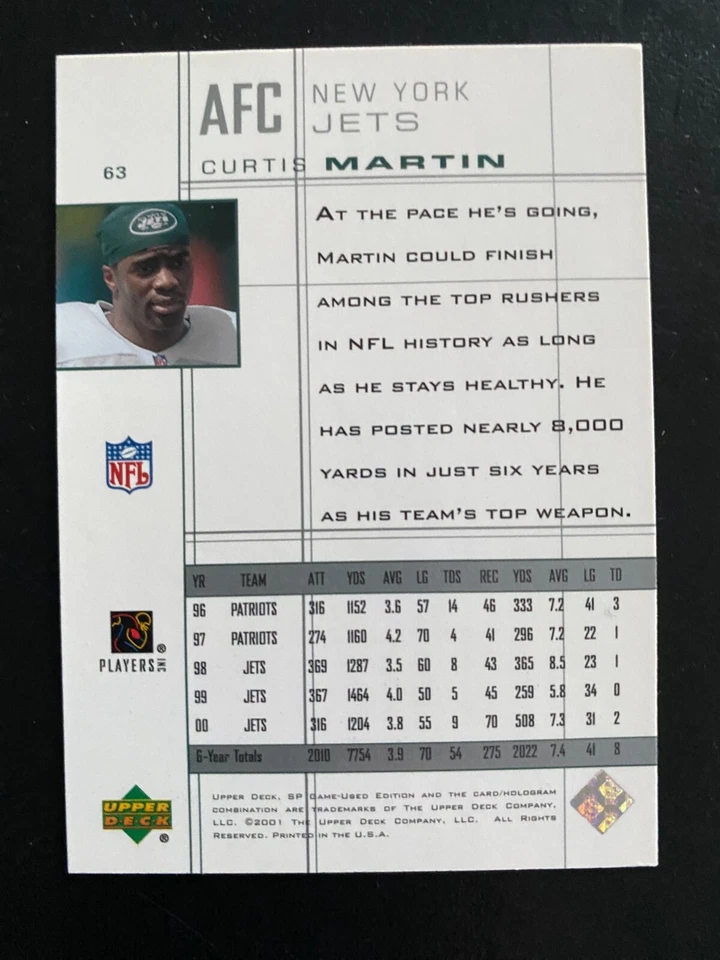 AFC NEW YORK
JETS
63
CURTIS MARTIN
JETS
AT THE PACE HE'S GOING,
MARTIN COULD FINISH
AMONG THE TOP RUSHERS
IN NFL HISTORY AS LONG
AS HE STAYS HEALTHY. HE
HAS POSTED NEARLY 8,000
YARDS IN JUST SIX YEARS
AS HIS TEAM'S TOP WEAPON.
NFL
YR TEAM ATT YDS AVG LG TDS REC YDS AVG LG TD
96 PATRIOTS 316 1152 3.6 57 14 46 333 7.2 41 3
97 PATRIOTS 274 1160 4.2 70 4 41 296 7.2 22 1
98 JETS 369 1287 3.5 60 8 43 365 8.5 23 1
99 JETS 367 1464 4.0 50 5 45 259 5.8 34 0
00 JETS 316 1204 3.8 55 9 70 508 7.3 31 2
6-Year Totals 2010 7754 3.9 70 54 275 2022 7.4 41 8
PLAYERS INC ®
UPPER DECK, SP GAME-USED EDITION AND THE CARD/HOLOGRAM
COMBINATION ARE TRADEMARKS OF THE UPPER DECK COMPANY,
LLC. ©2001 THE UPPER DECK COMPANY, LLC. ALL RIGHTS
RESERVED. PRINTED IN THE U.S.A.
UPPER
DECK ®